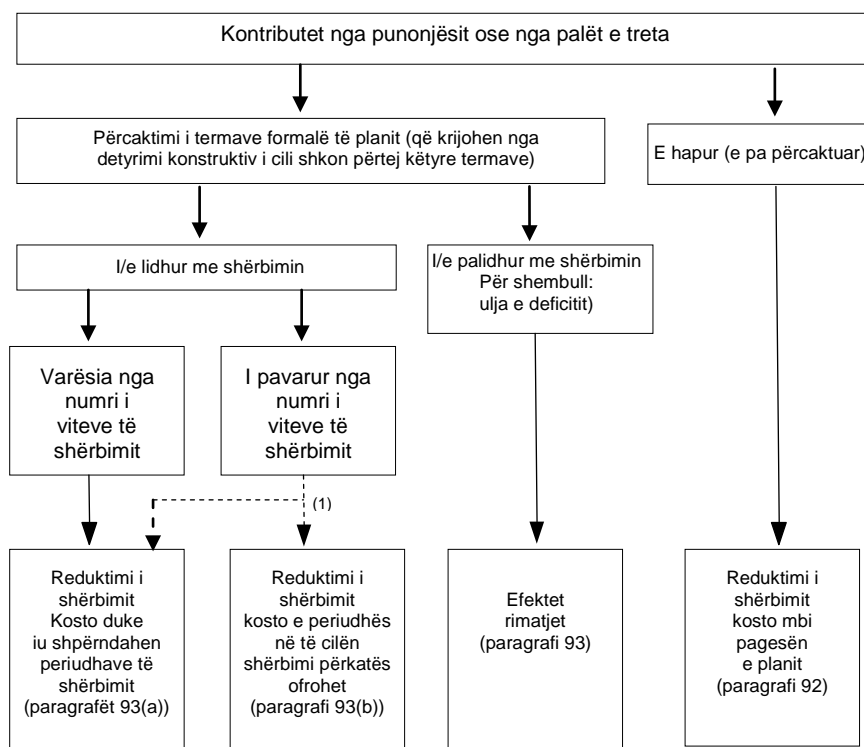 Kontributet nga punonjësit ose nga palët e treta
Përcaktimi i termave formalë të planit (që krijohen nga
detyrimi konstruktiv i cili shkon përtej këtyre termave)
E hapur (e pa përcaktuar)
I/e lidhur me shërbimin
I/e palidhur me shërbimin
Për shembull:
ulja e deficitit)
Varësia nga
numri i
viteve të
shërbimit
I pavarur nga
numri i
viteve të
shërbimit
(1)
Reduktimi i
shërbimit
Kosto duke
iu shpërndahen
periudhave të
shërbimit
(paragrafët 93(a))
Reduktimi i
shërbimit
kosto e periudhës
në të cilën
shërbimi përkatës
ofrohet
(paragrafi 93(b))
Efektet
rimatjet
(paragrafi 93)
Reduktimi i
shërbimit
kosto mbi
pagesën
e planit
(paragrafi 92)